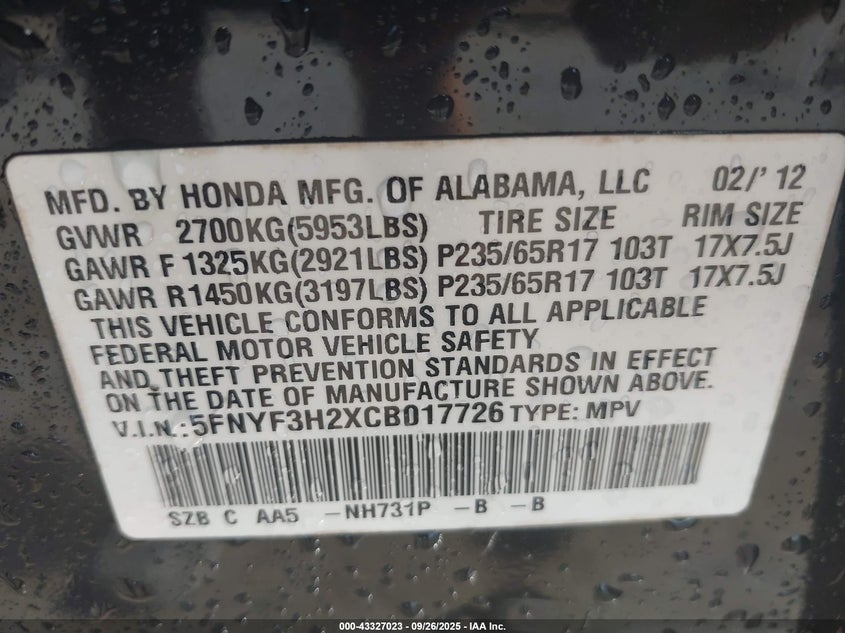 MFD. BY HONDA MFG. OF ALABAMA, LLC 02/' 12
GVWR 2700KG(5953LBS) TIRE SIZE RIM SIZE
GAWR F 1325KG(2921LBS) P235/65R17 103T 17X7.5J
GAWR R1450KG(3197LBS) P235/65R17 103T 17X7.5J
THIS VEHICLE CONFORMS TO ALL APPLICABLE
FEDERAL MOTOR VEHICLE SAFETY
AND THEFT PREVENTION STANDARDS IN EFFECT
ON THE DATE OF MANUFACTURE SHOWN ABOVE.
V.I.N.:5FNYF3H2XCB017726 TYPE: MPV
SZB C AA5 -NH731P -B -B
000-43327023 - 09/26/2025 - IAA Inc.